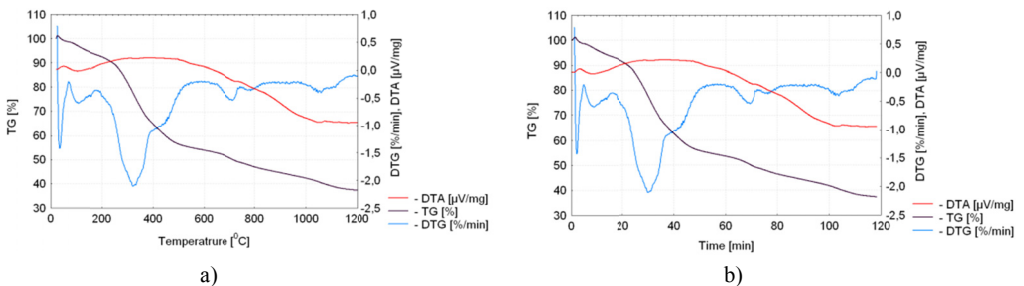 a)
110
100
90
80
70
60
50
40
30
TG [%]
1,0
0,5
0,0
-0,5
-1,0
-1,5
-2,0
-2,5
DTG [%/min], DTA [µV/mg]
0 200 400 600 800 1000 1200
Temperatrure [⁰C]
- DTA [µV/mg]
- TG [%]
- DTG [%/min]
a)
b)
110
100
90
80
70
60
50
40
30
TG [%]
1,0
0,5
0,0
-0,5
-1,0
-1,5
-2,0
-2,5
DTG [%/min], DTA [µV/mg]
0 20 40 60 80 100 120
Time [min]
- DTA [µV/mg]
- TG [%]
- DTG [%/min]
b)